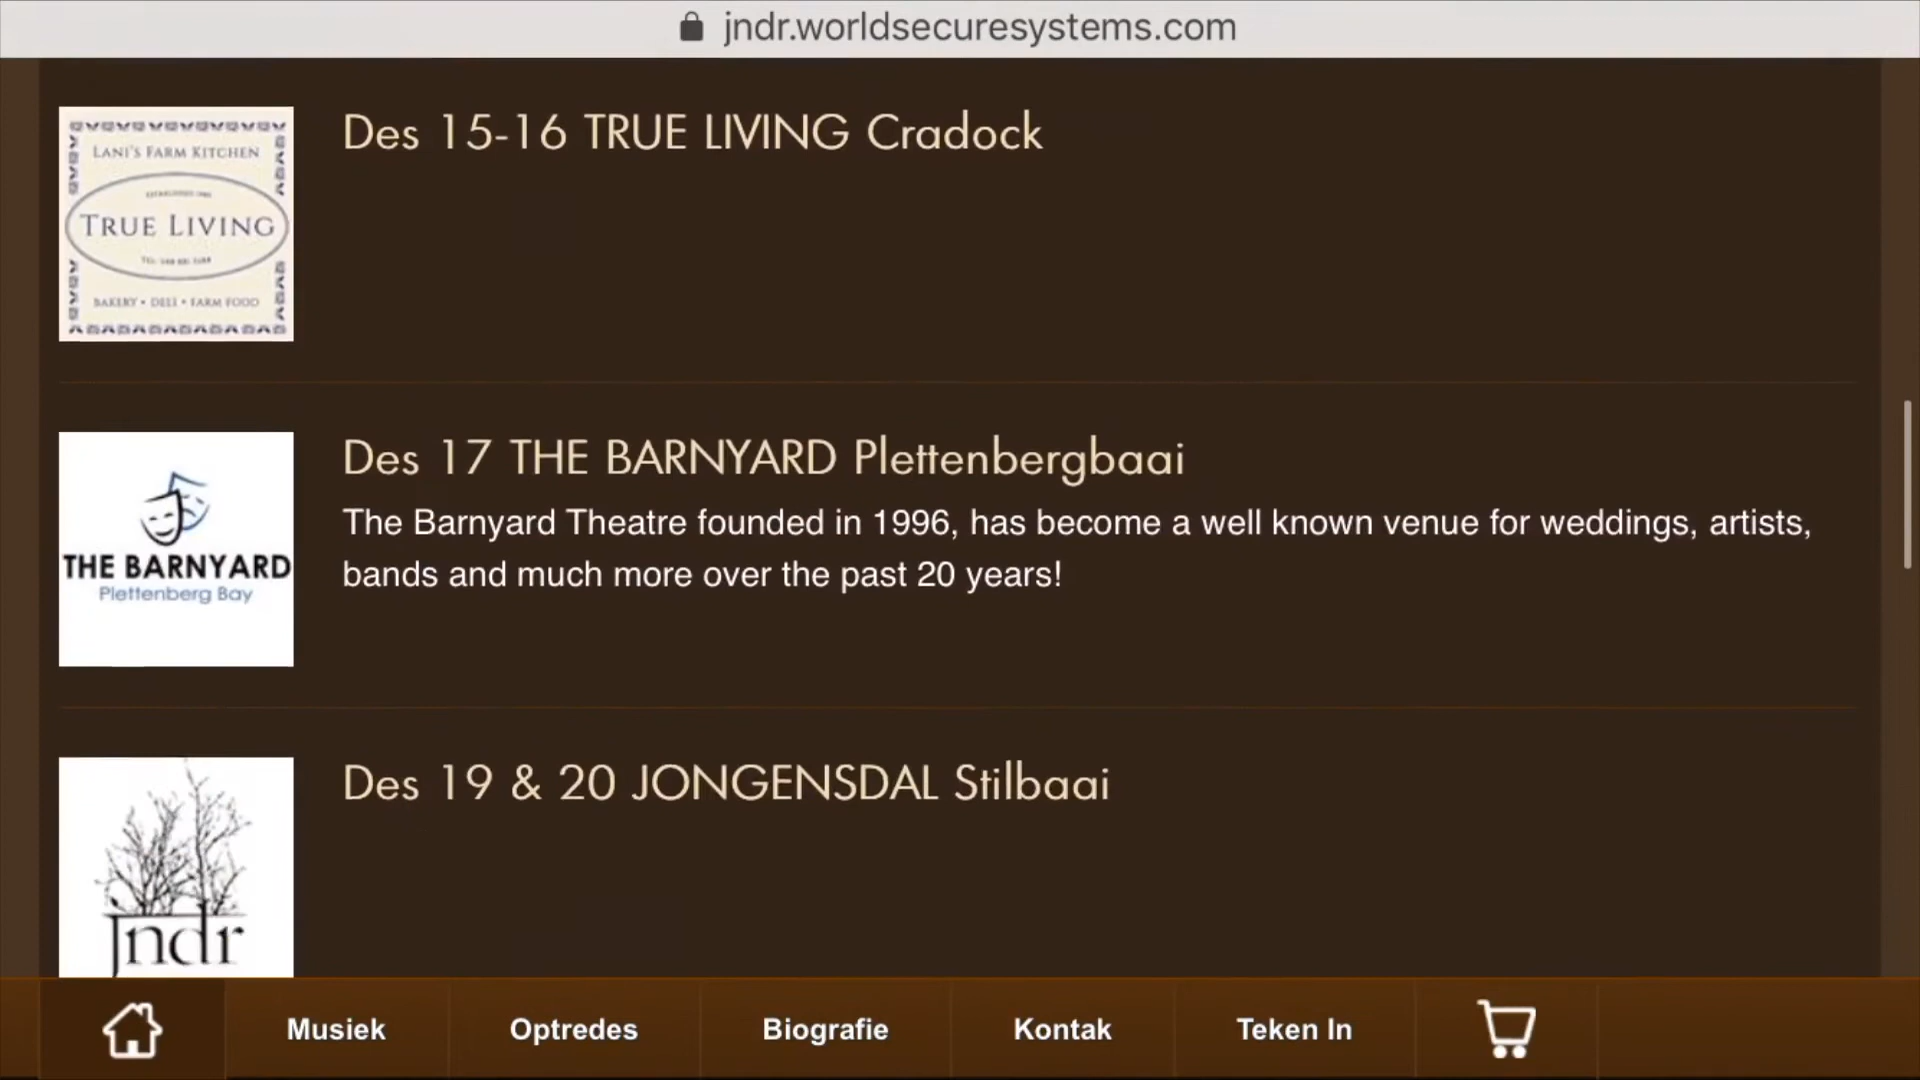 jndr.worldsecuresystems.com
Des 15-16 TRUE LIVING Cradock
LANI'S FARM KITCHEN
TRUE LIVING
BAKERY • DELI • FARM FOOD
Des 17 THE BARNYARD Plettenbergbaai
The Barnyard Theatre founded in 1996, has become a well known venue for weddings, artists,
bands and much more over the past 20 years!
THE BARNYARD
Plettenberg Bay
Des 19 & 20 JONGENSDAL Stilbaai
Jndr
Musiek Optredes Biografie Kontak Teken In